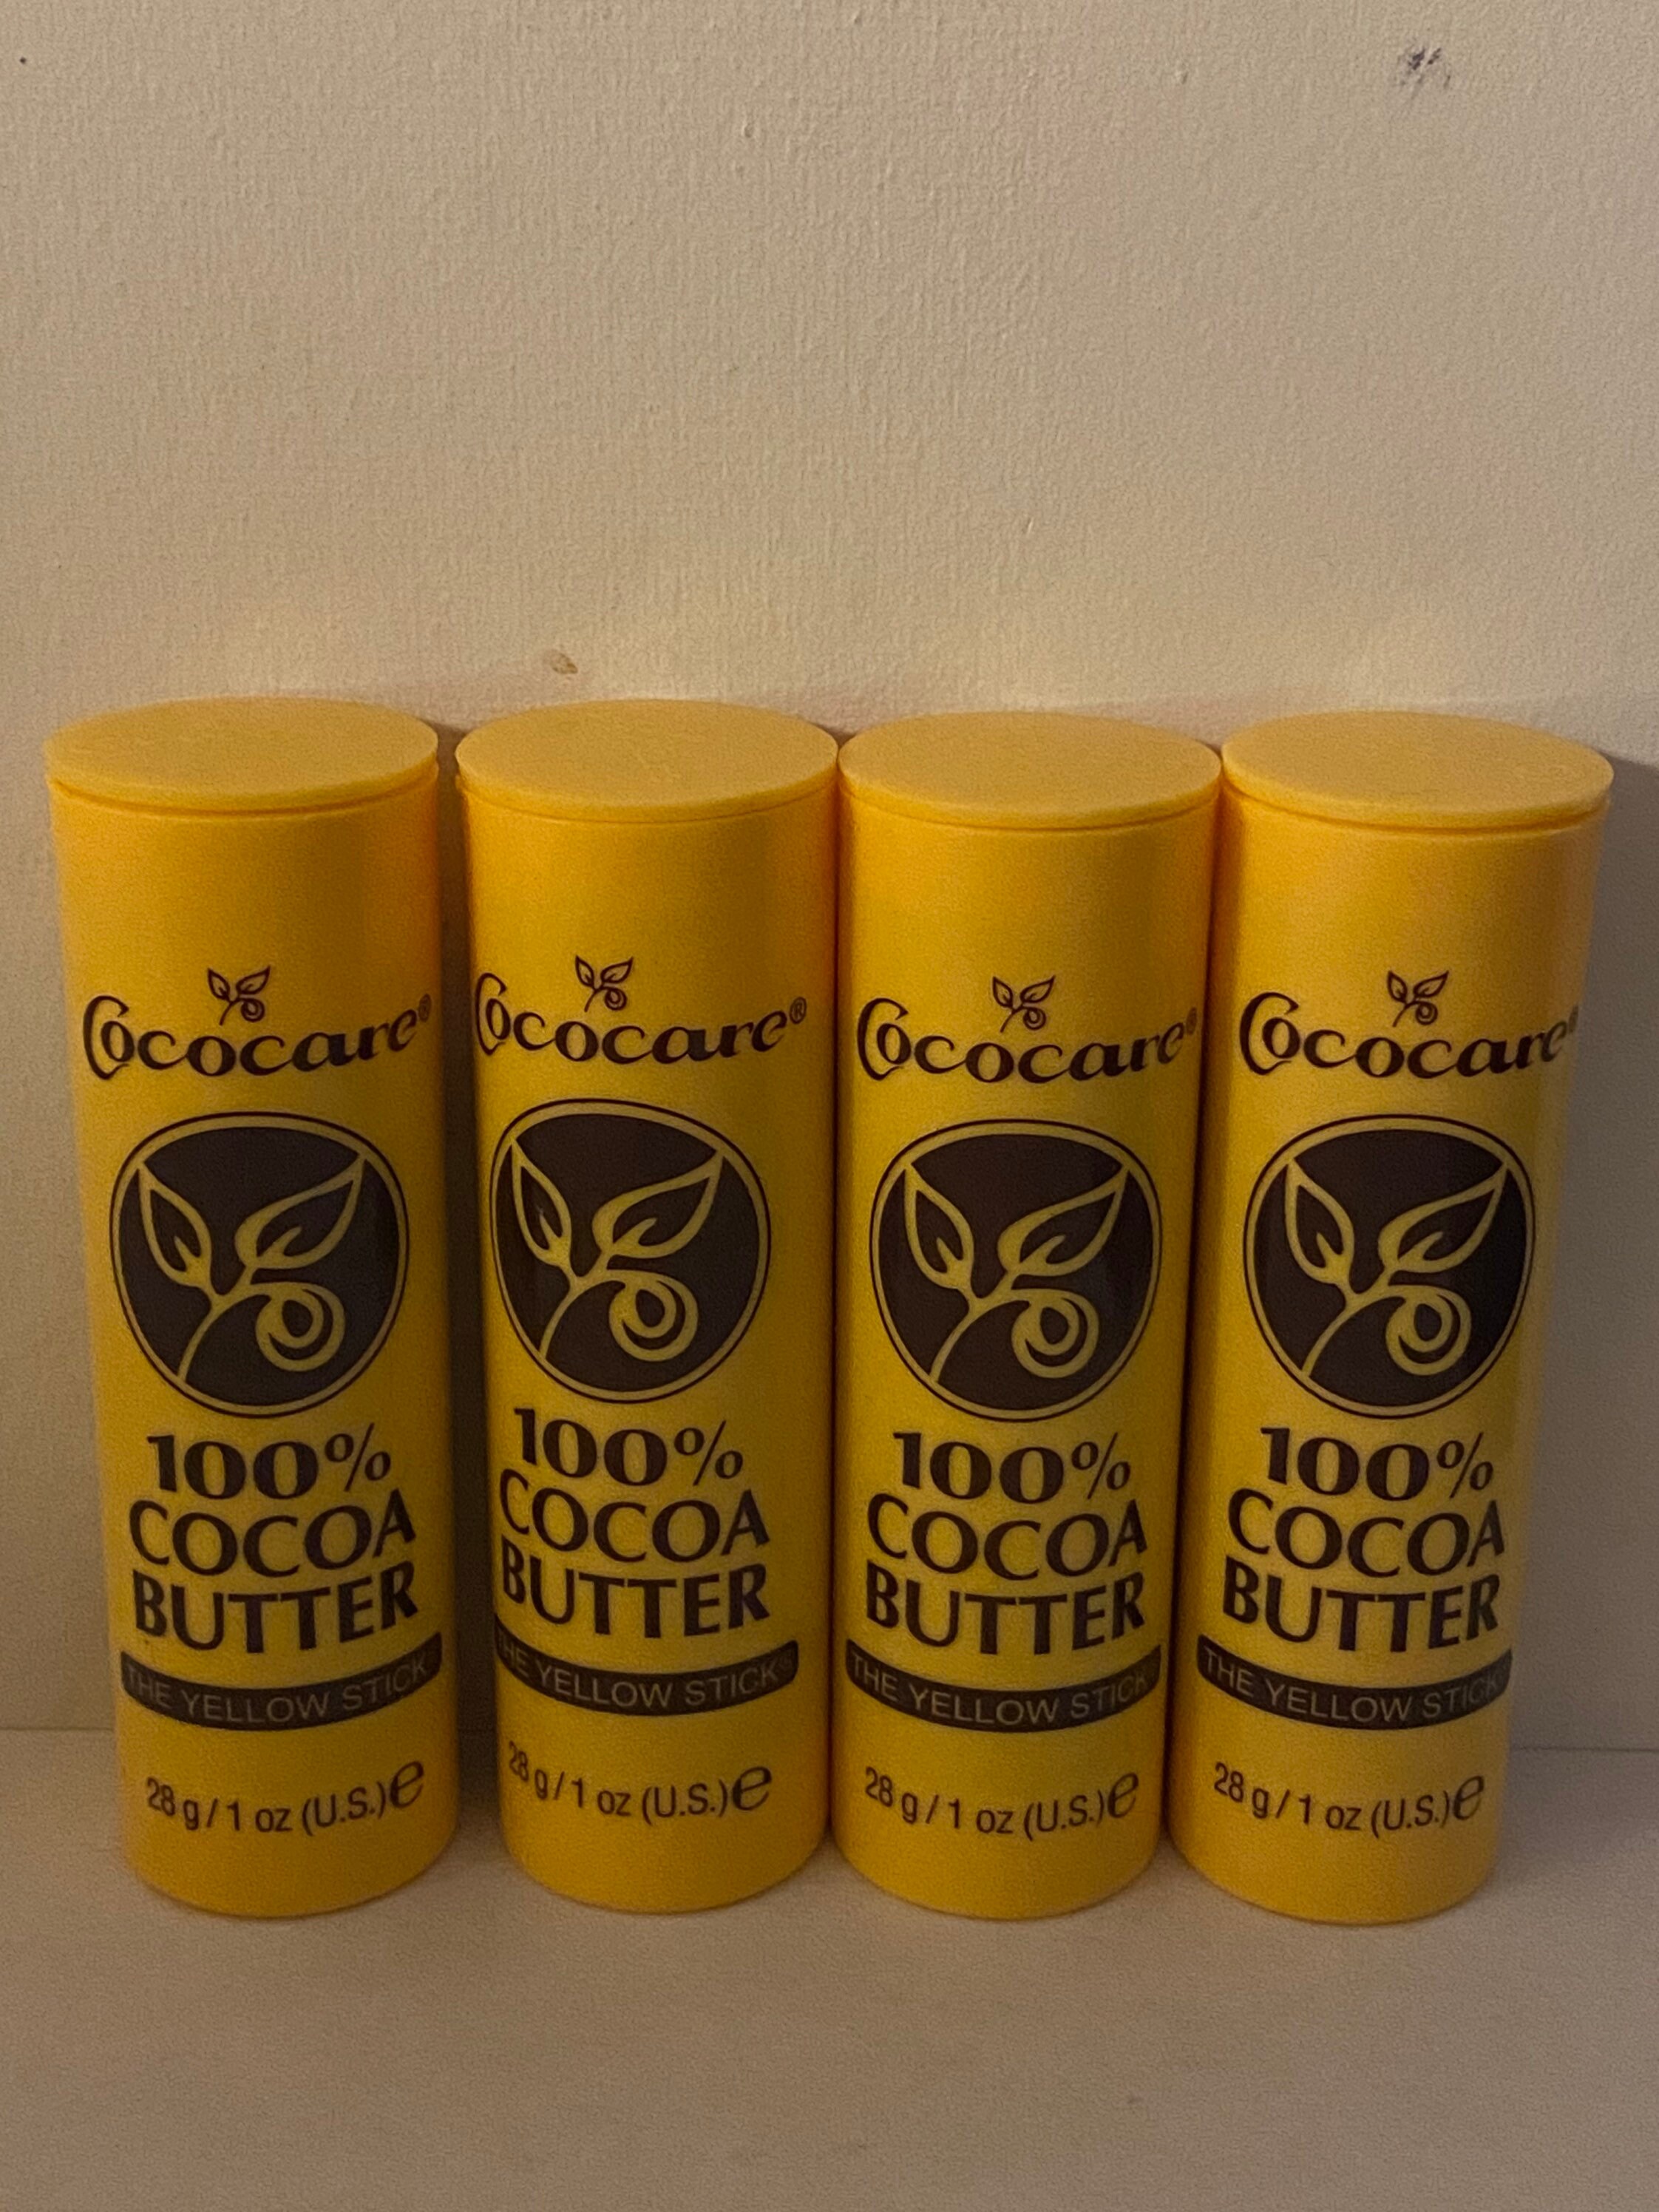 Cococare®
100%
COCOA
BUTTER
THE YELLOW STICK
28 g / 1 oz (U.S.) ℮
Cococare®
100%
COCOA
BUTTER
THE YELLOW STICK®
28 g / 1 oz (U.S.) ℮
Cococare®
100%
COCOA
BUTTER
THE YELLOW STICK
28 g / 1 oz (U.S.) ℮
Cococare®
100%
COCOA
BUTTER
THE YELLOW STICK
28 g / 1 oz (U.S.) ℮